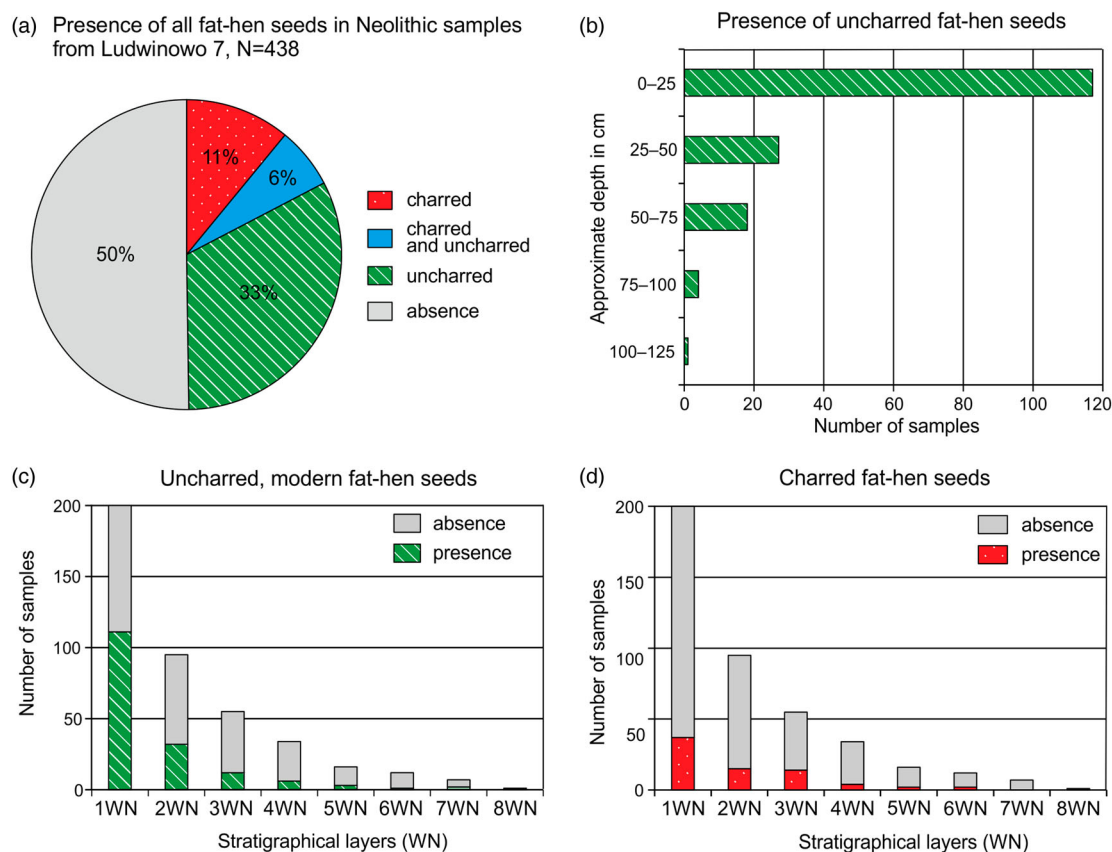 (a) Presence of all fat-hen seeds in Neolithic samples
from Ludwinowo 7, N=438
11%
6%
33%
50%
charred
charred
and uncharred
uncharred
absence
(b) Presence of uncharred fat-hen seeds
Approximate depth in cm
0–25
25–50
50–75
75–100
100–125
0 20 40 60 80 100 120
Number of samples
(c) Uncharred, modern fat-hen seeds
Number of samples
200
150
100
50
0
absence
presence
1WN 2WN 3WN 4WN 5WN 6WN 7WN 8WN
Stratigraphical layers (WN)
(d) Charred fat-hen seeds
Number of samples
200
150
100
50
0
absence
presence
1WN 2WN 3WN 4WN 5WN 6WN 7WN 8WN
Stratigraphical layers (WN)